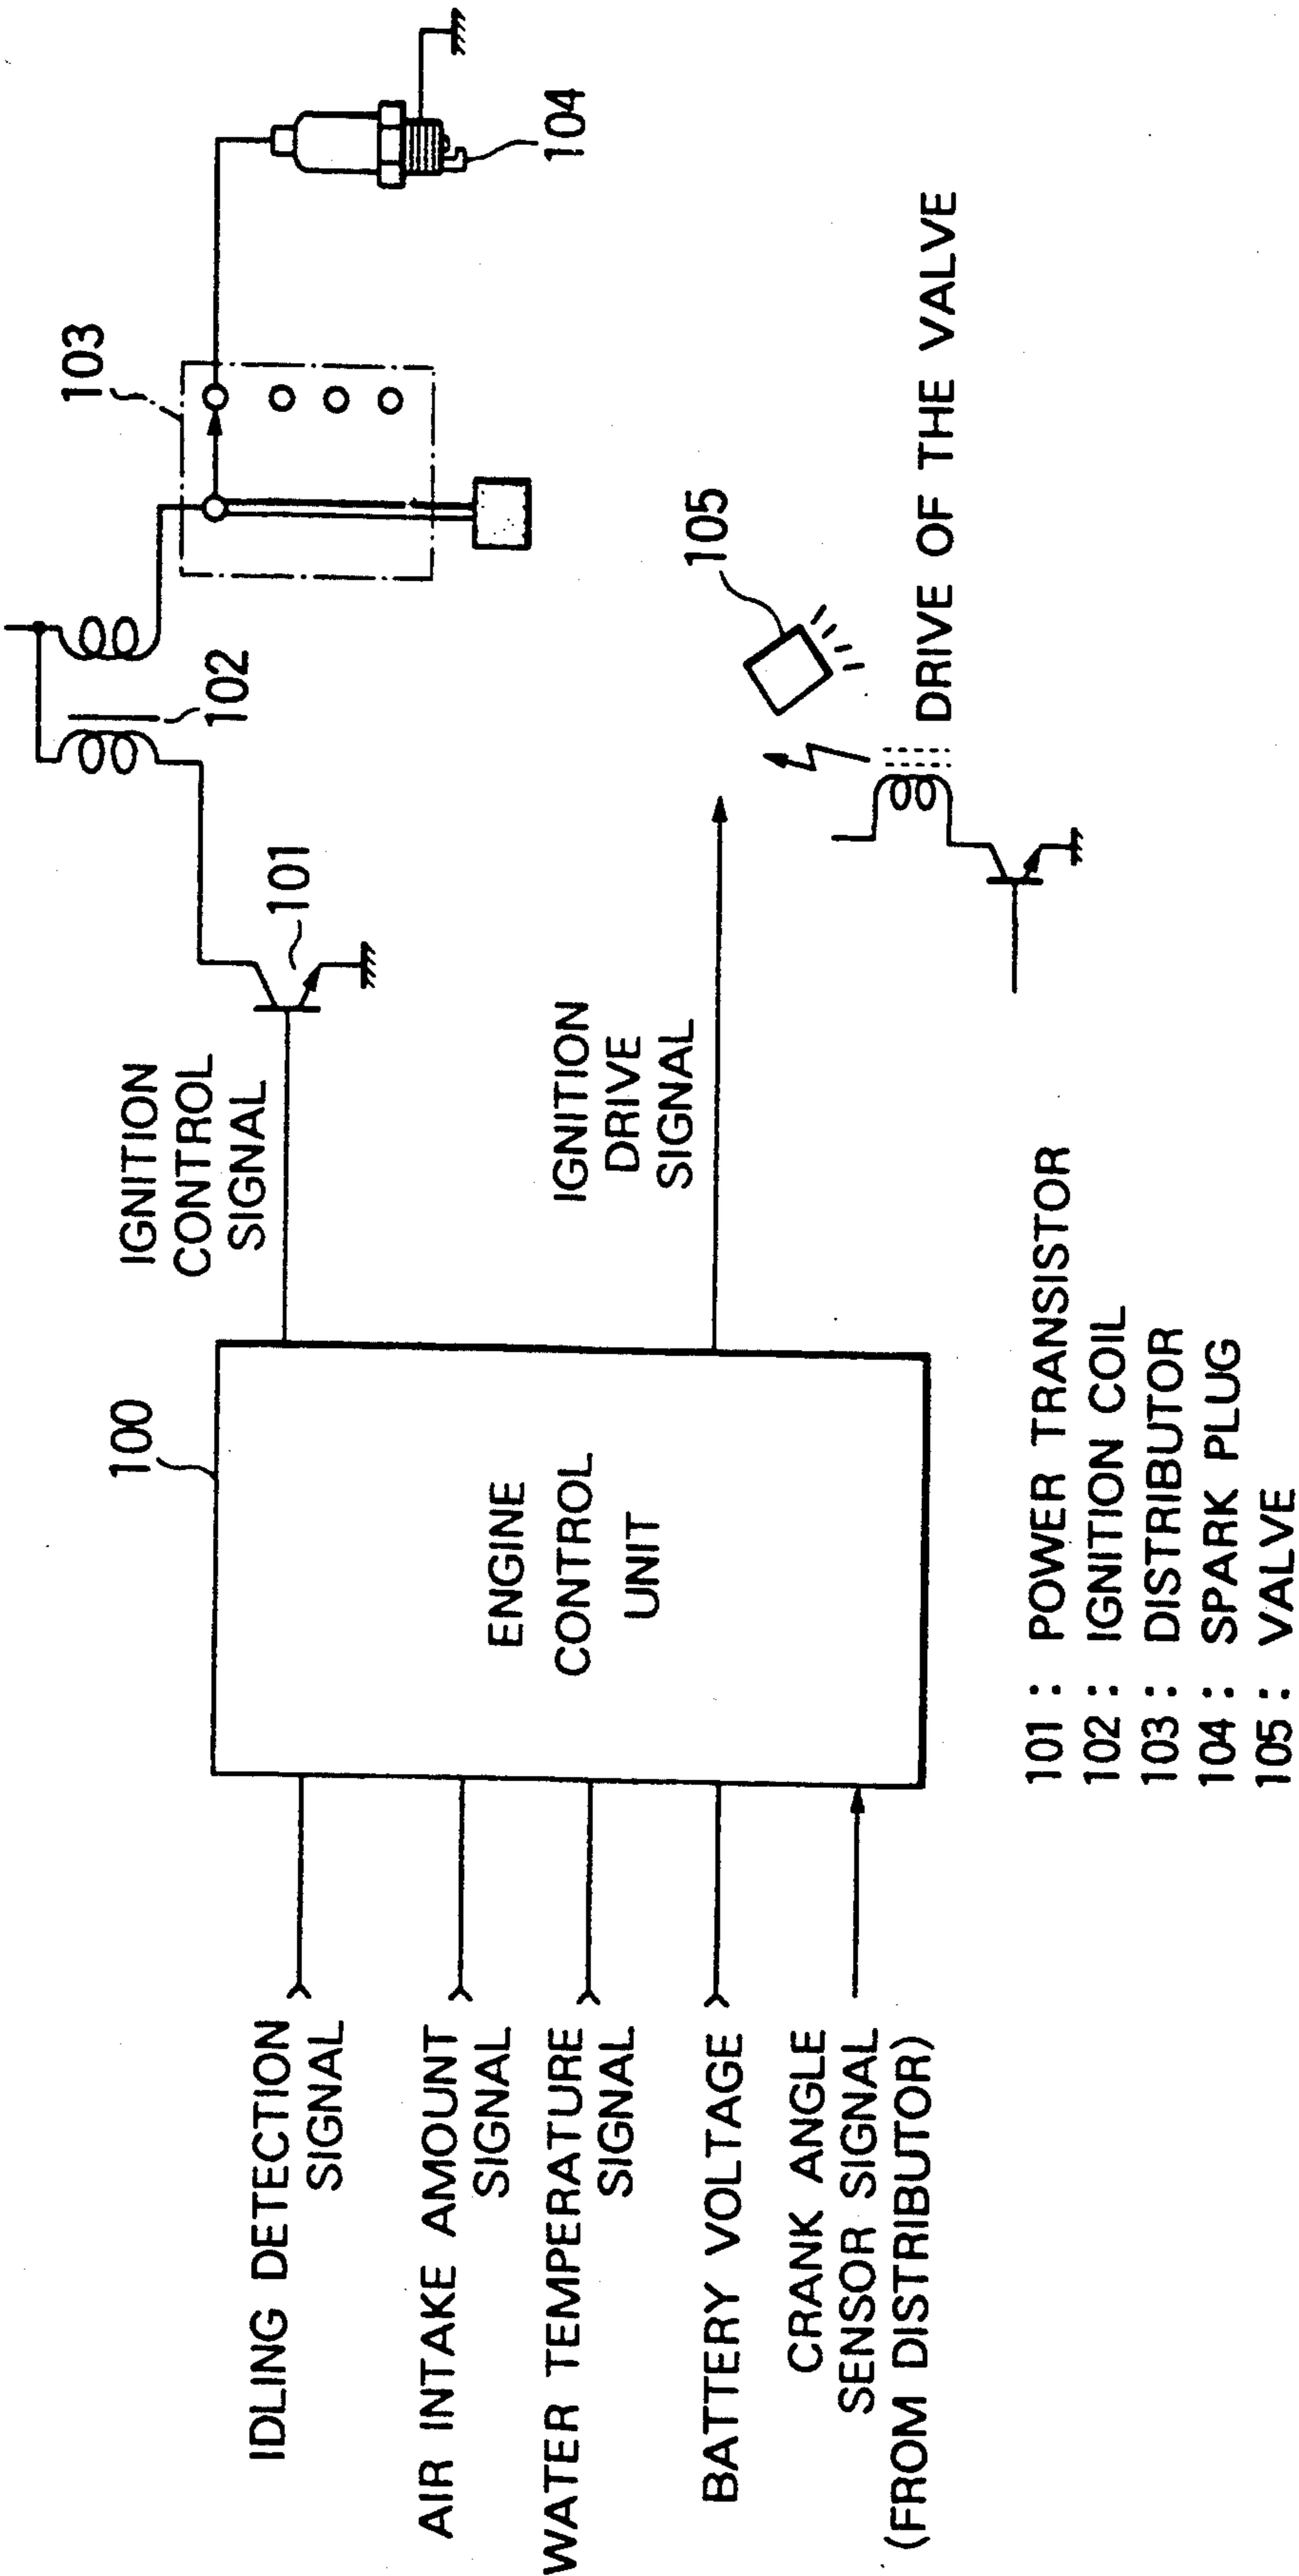 IDLING DETECTION
SIGNAL
AIR INTAKE AMOUNT
SIGNAL
WATER TEMPERATURE
SIGNAL
BATTERY VOLTAGE
CRANK ANGLE
SENSOR SIGNAL
(FROM DISTRIBUTOR)
100
ENGINE
CONTROL
UNIT
IGNITION
CONTROL
SIGNAL
101
102
103
104
IGNITION
DRIVE
SIGNAL
105
DRIVE OF THE VALVE
101 : POWER TRANSISTOR
102 : IGNITION COIL
103 : DISTRIBUTOR
104 : SPARK PLUG
105 : VALVE